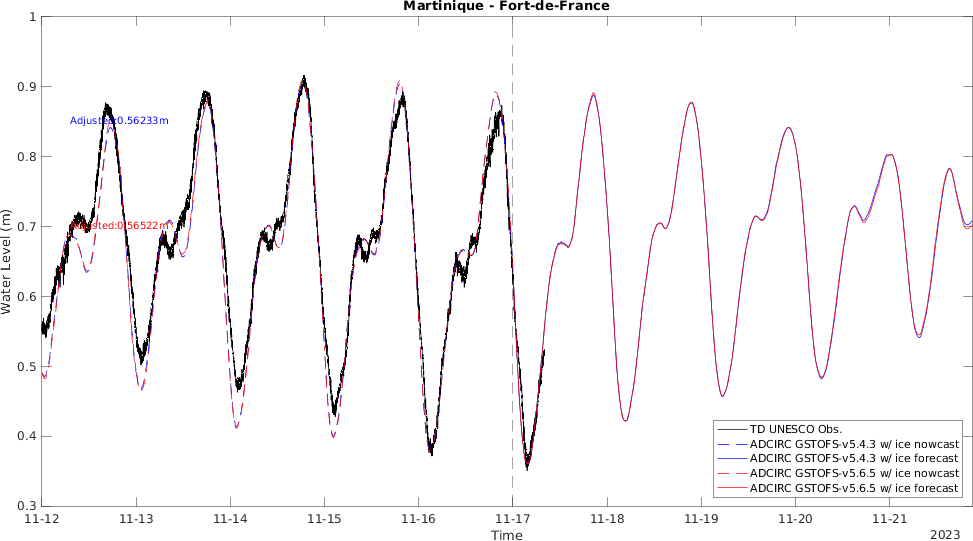 Martinique - Fort-de-France
Water Level (m)
1
0.9
0.8
0.7
0.6
0.5
0.4
0.3
Adjusted:0.56233m
Adjusted:0.56522m
TD UNESCO Obs.
ADCIRC GSTOFS-v5.4.3 w/ ice nowcast
ADCIRC GSTOFS-v5.4.3 w/ ice forecast
ADCIRC GSTOFS-v5.6.5 w/ ice nowcast
ADCIRC GSTOFS-v5.6.5 w/ ice forecast
11-12 11-13 11-14 11-15 11-16 11-17 11-18 11-19 11-20 11-21
Time
2023